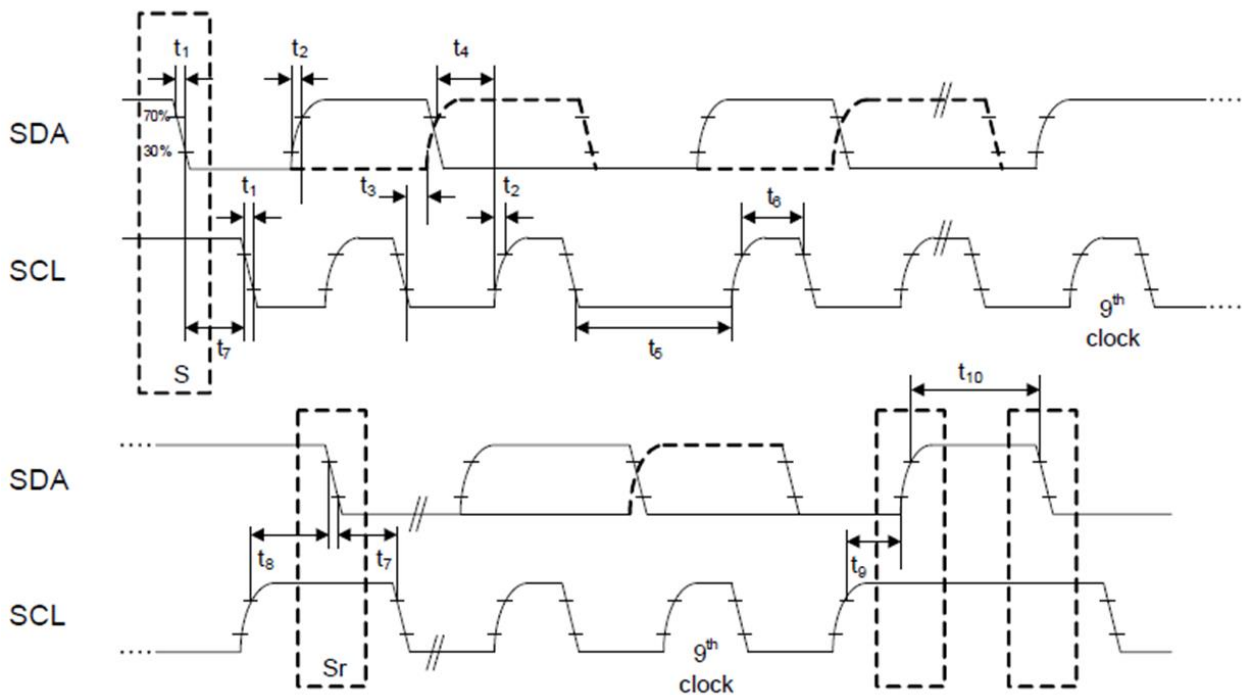 t₁ t₂ t₄
70%
SDA
30%
t₁ t₃ t₂ t₆
SCL
9th
t₇ t₅ clock
S
t₁₀
SDA
t₈ t₇ t₉
SCL
Sr 9th
clock